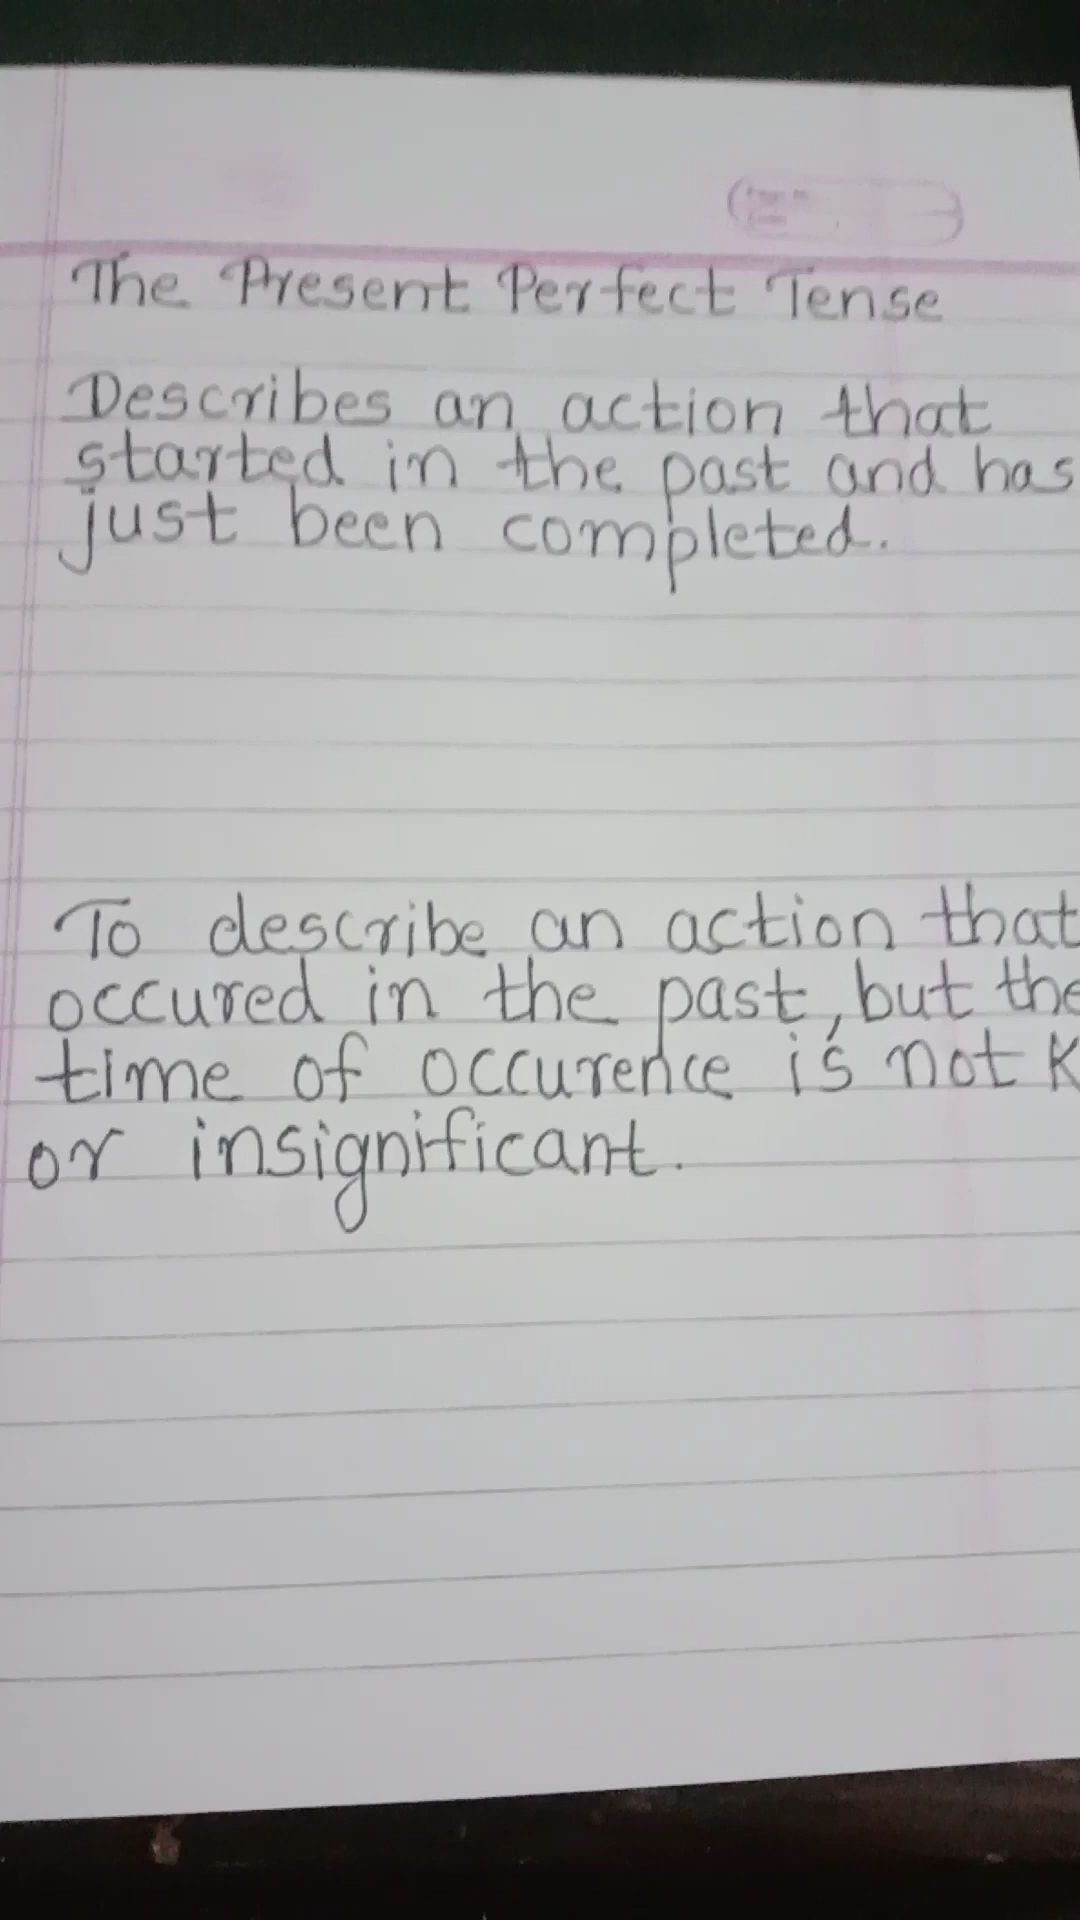 The Present Perfect Tense
Describes an action that
started in the past and has
just been completed.
To describe an action that
occured in the past, but the
time of occurence is not K
or insignificant.